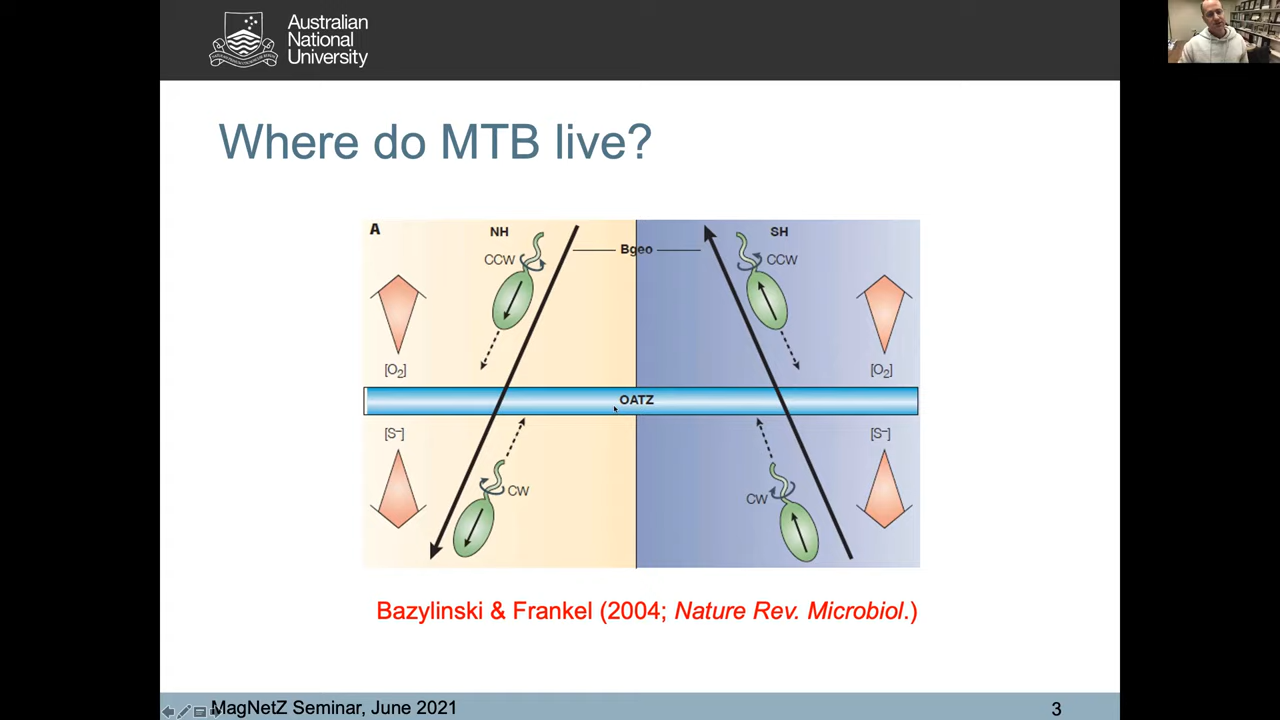 Australian
National
University
Where do MTB live?
A
NH
SH
Bgeo
CCW
CCW
[O₂]
[O₂]
OATZ
[S⁻]
[S⁻]
CW
CW
Bazylinski & Frankel (2004; Nature Rev. Microbiol.)
MagNetZ Seminar, June 2021
3